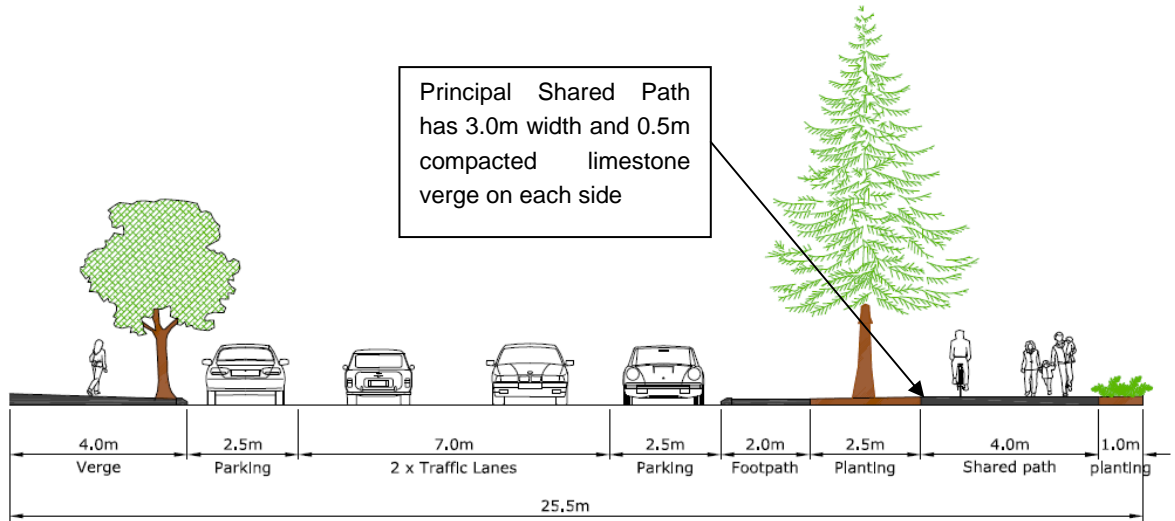 Principal Shared Path
has 3.0m width and 0.5m
compacted limestone
verge on each side
4.0m 2.5m 7.0m 2.5m 2.0m 2.5m 4.0m 1.0m
Verge Parking 2 x Traffic Lanes Parking Footpath Planting Shared path planting
25.5m